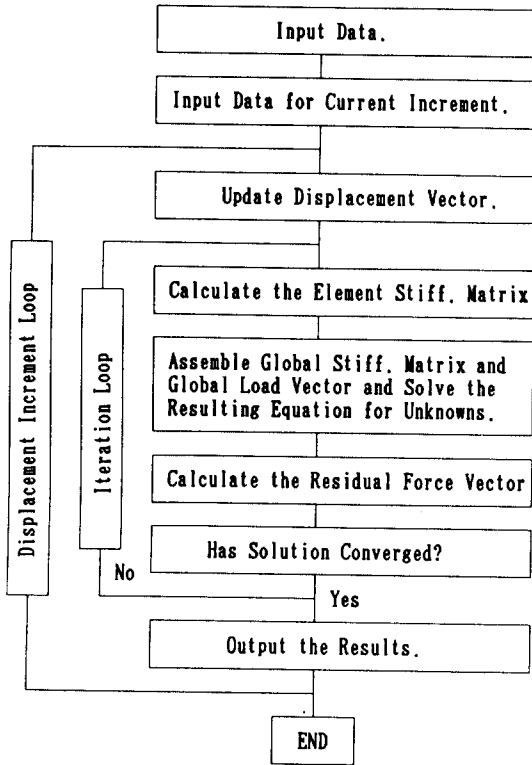 Input Data.
Input Data for Current Increment.
Update Displacement Vector.
Calculate the Element Stiff. Matrix
Assemble Global Stiff. Matrix and
Global Load Vector and Solve the
Resulting Equation for Unknowns.
Calculate the Residual Force Vector
Has Solution Converged?
No
Yes
Output the Results.
END
Displacement Increment Loop
Iteration Loop